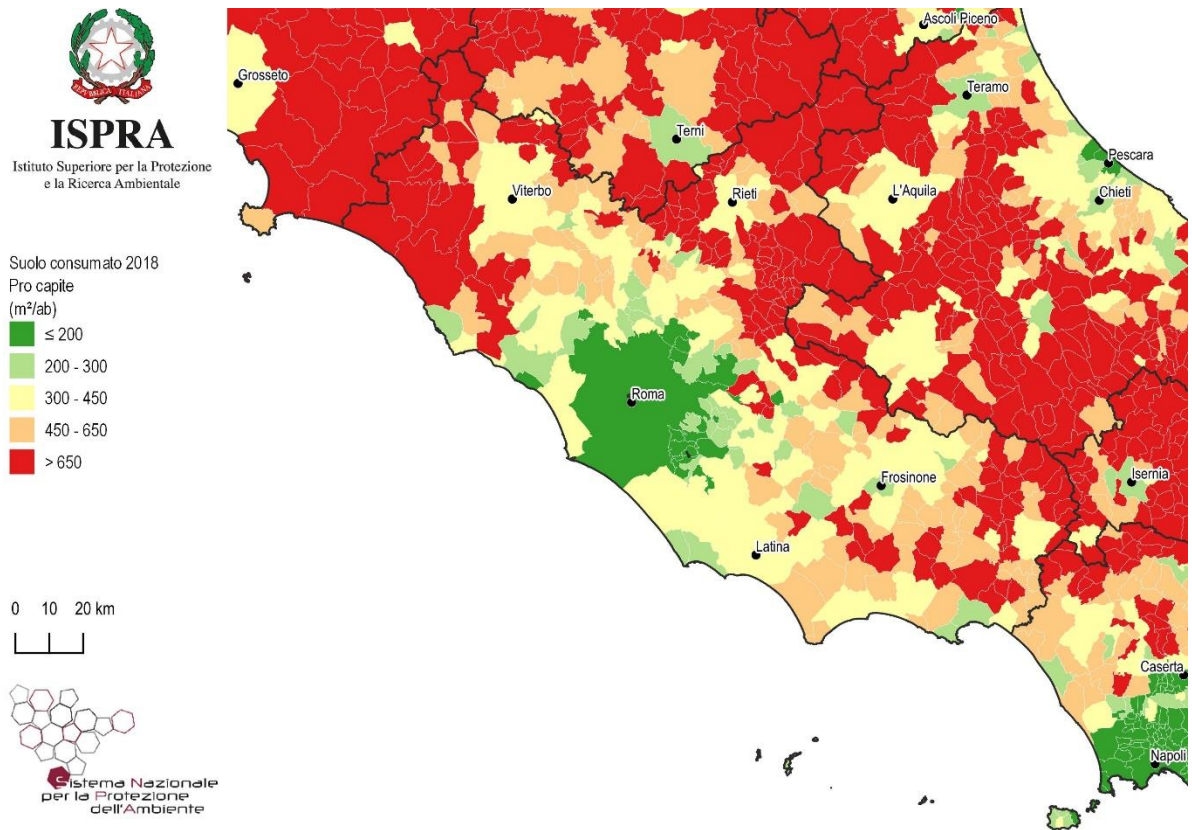 REPVBBLICA ITALIANA
ISPRA
Istituto Superiore per la Protezione
e la Ricerca Ambientale
Suolo consumato 2018
Pro capite
(m²/ab)
≤ 200
200 - 300
300 - 450
450 - 650
> 650
0 10 20 km
Sistema Nazionale
per la Protezione
dell'Ambiente
Ascoli Piceno
Grosseto
Teramo
Terni
Pescara
Viterbo
Rieti
L'Aquila
Chieti
Roma
Frosinone
Isernia
Latina
Caserta
Napoli